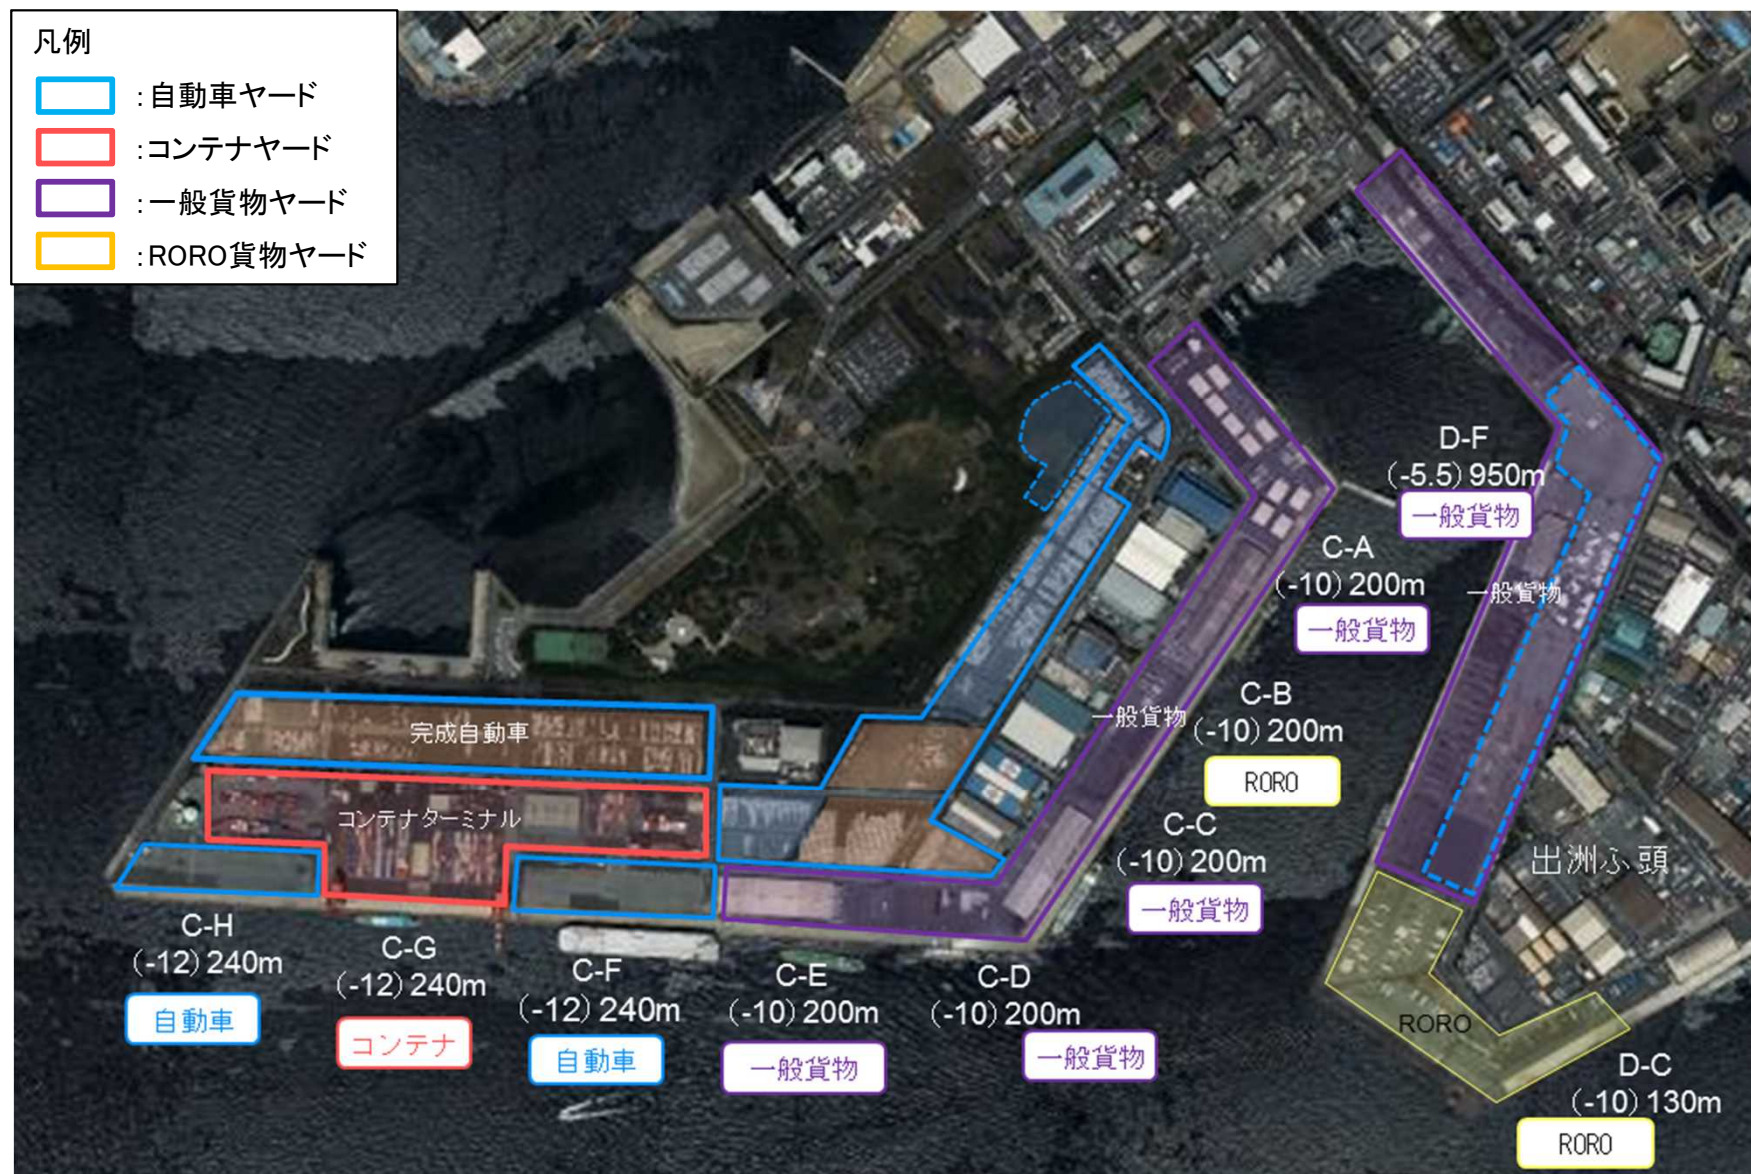 凡例
：自動車ヤード
：コンテナヤード
：一般貨物ヤード
：RORO貨物ヤード
D-F
(-5.5) 950m
一般貨物
C-A
(-10) 200m
一般貨物
一般貨物
C-B
(-10) 200m
RORO
一般貨物
完成自動車
コンテナターミナル
C-C
(-10) 200m
一般貨物
出洲ふ頭
C-H
(-12) 240m
自動車
C-G
(-12) 240m
コンテナ
C-F
(-12) 240m
自動車
C-E
(-10) 200m
一般貨物
C-D
(-10) 200m
一般貨物
RORO
D-C
(-10) 130m
RORO